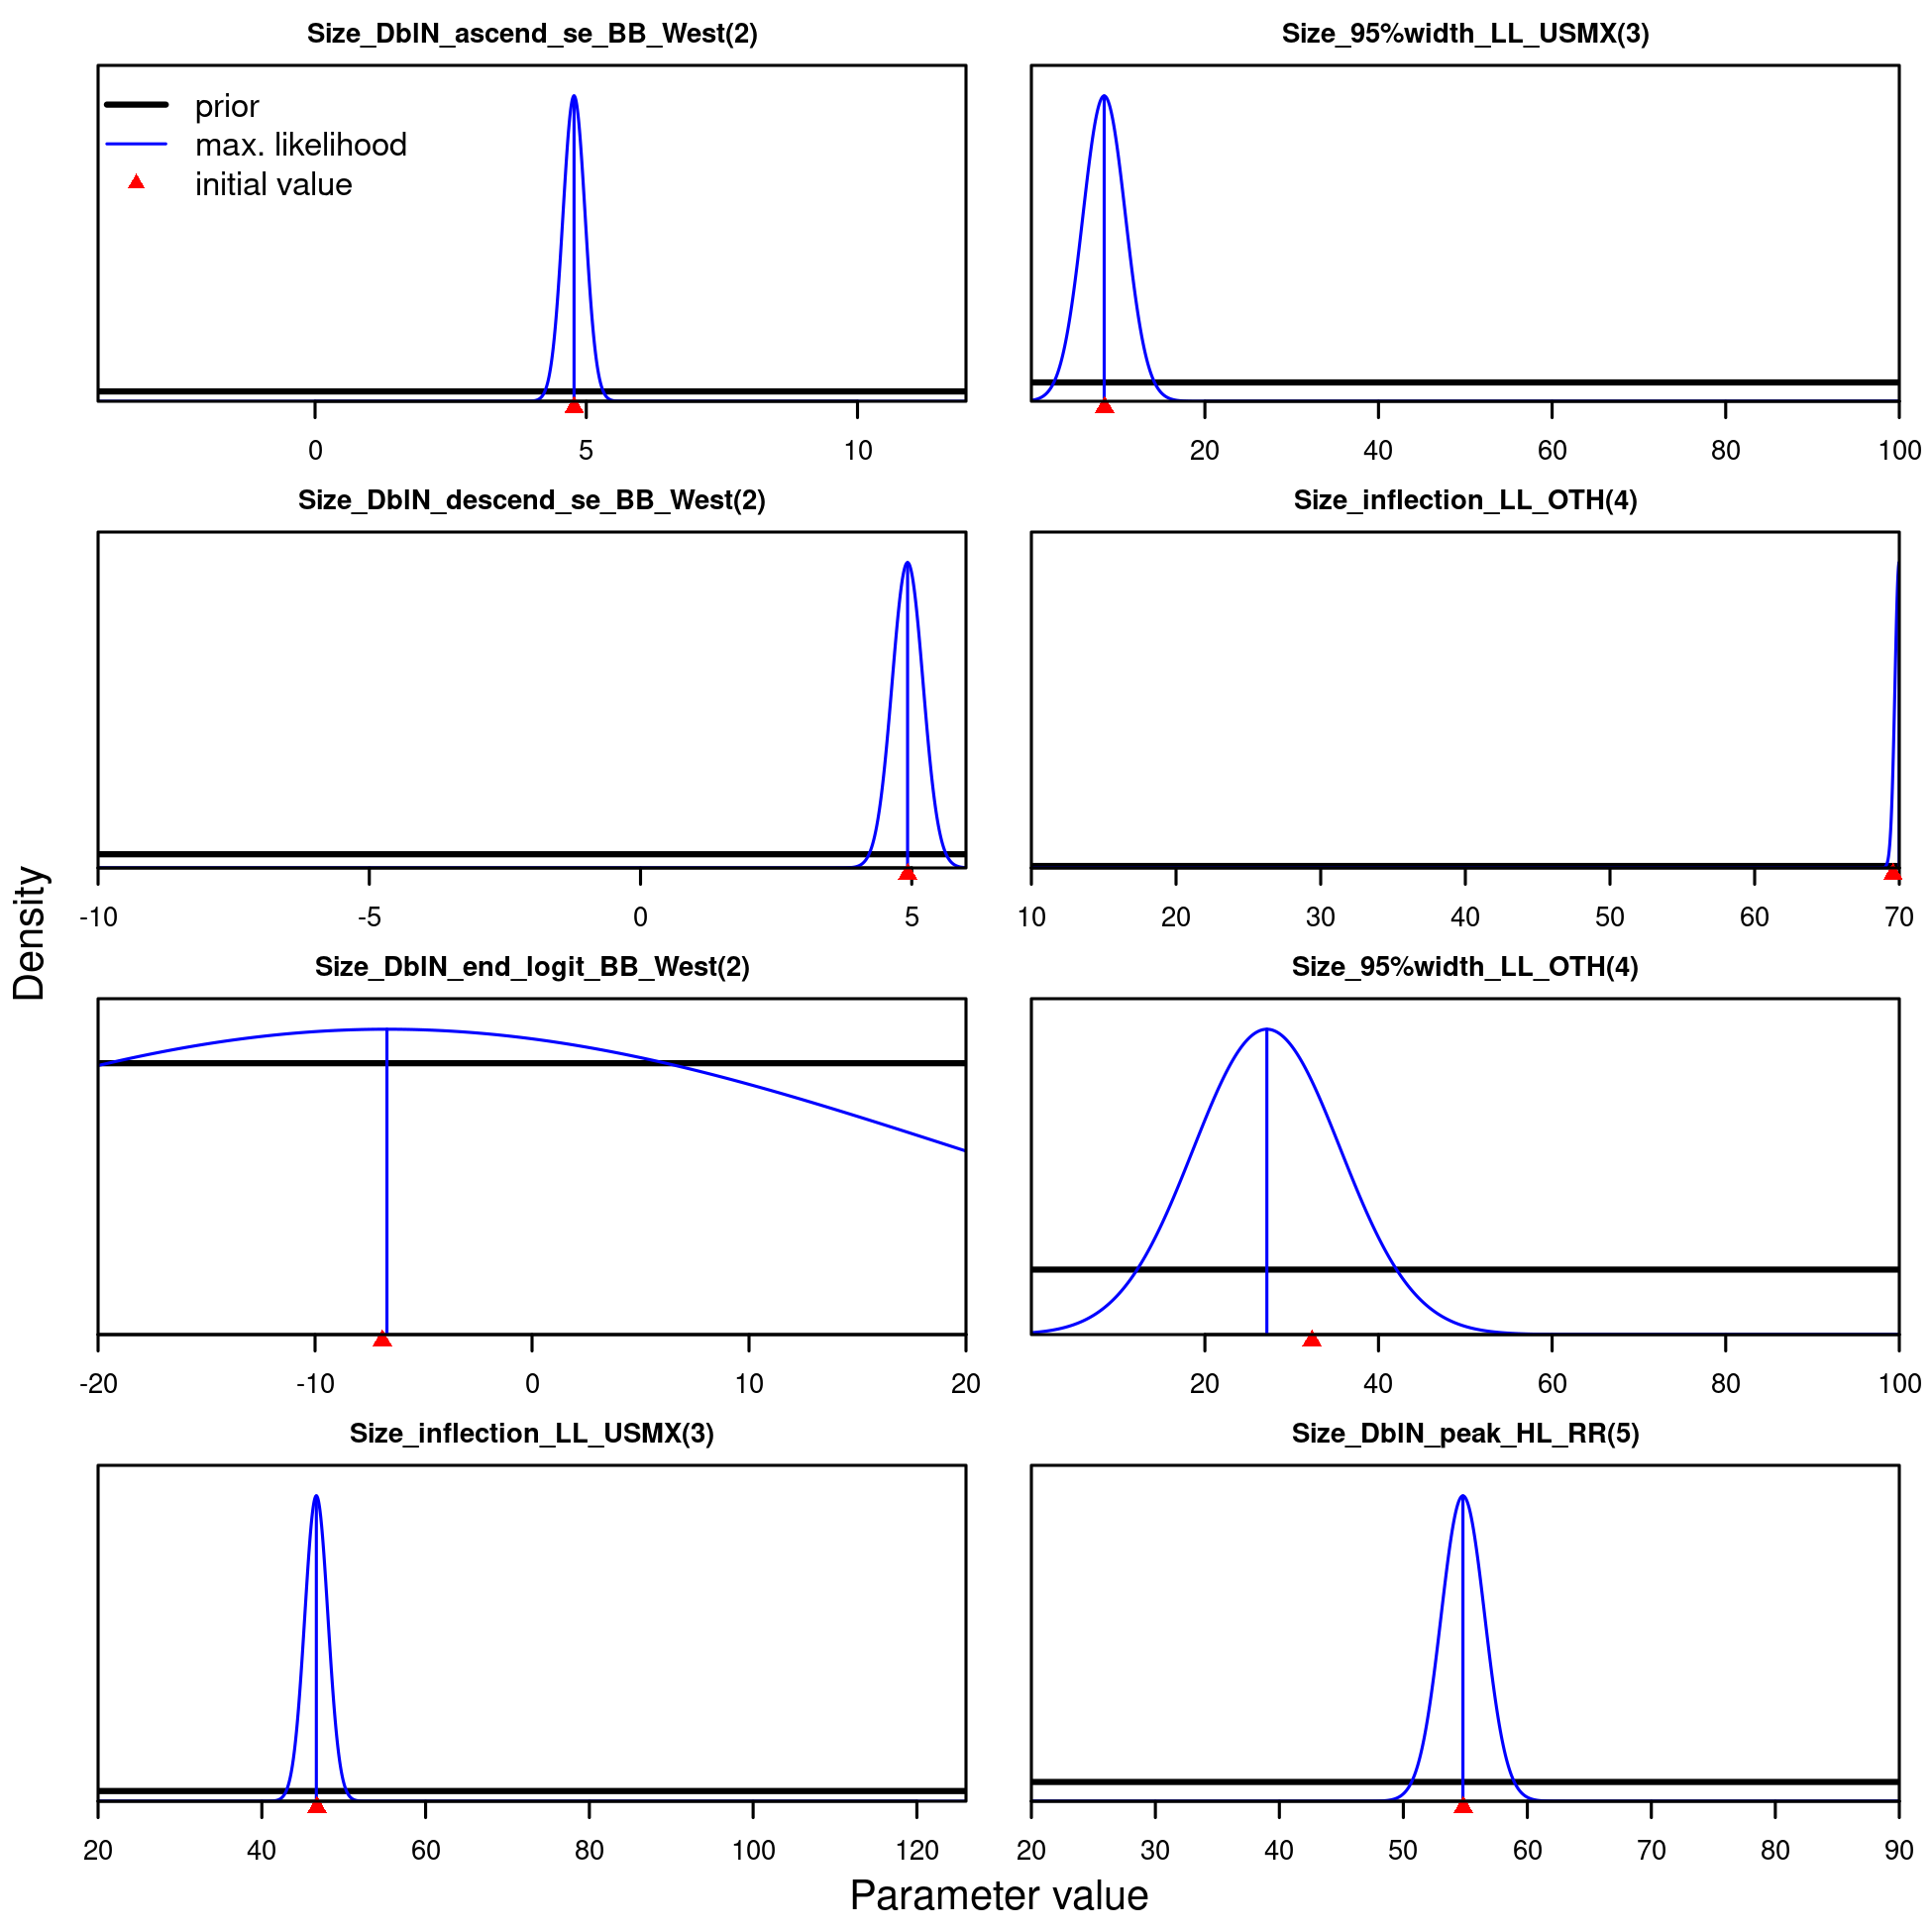 Size_DblN_ascend_se_BB_West(2)
prior
max. likelihood
initial value
0 5 10
Size_95%width_LL_USMX(3)
20 40 60 80 100
Size_DblN_descend_se_BB_West(2)
-10 -5 0 5
Size_inflection_LL_OTH(4)
10 20 30 40 50 60 70
Density
Size_DblN_end_logit_BB_West(2)
-20 -10 0 10 20
Size_95%width_LL_OTH(4)
20 40 60 80 100
Size_inflection_LL_USMX(3)
20 40 60 80 100 120
Size_DblN_peak_HL_RR(5)
20 30 40 50 60 70 80 90
Parameter value